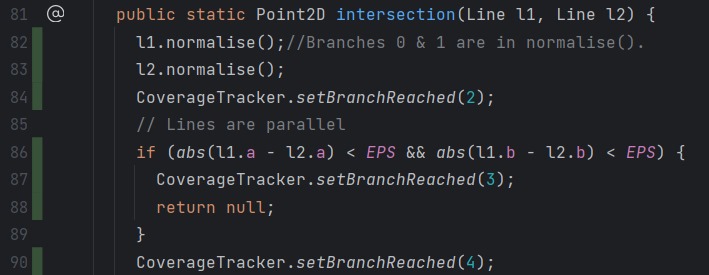 81 @ public static Point2D intersection(Line l1, Line l2) {
82 l1.normalise();//Branches 0 & 1 are in normalise().
83 l2.normalise();
84 CoverageTracker.setBranchReached(2);
85 // Lines are parallel
86 if (abs(l1.a - l2.a) < EPS && abs(l1.b - l2.b) < EPS) {
87 CoverageTracker.setBranchReached(3);
88 return null;
89 }
90 CoverageTracker.setBranchReached(4);